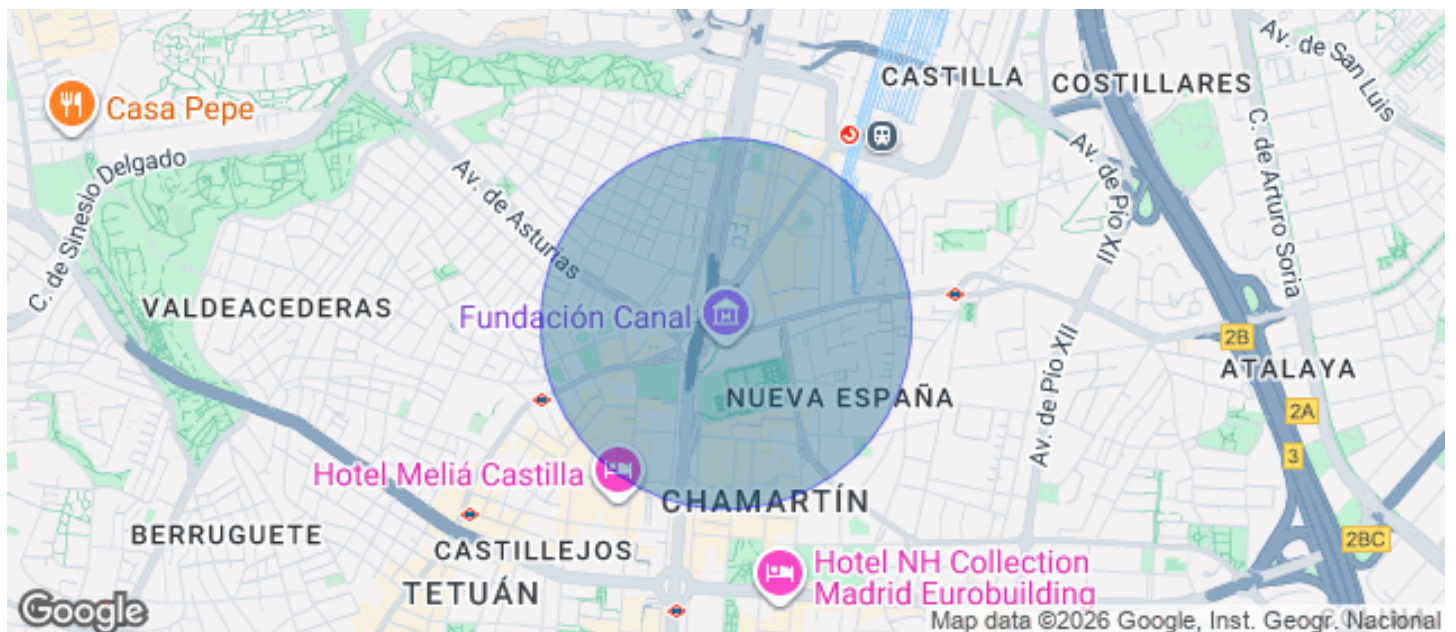 CASTILLA
COSTILLARES
Av. de San Luis
Casa Pepe
C. de Sinesio Delgado
Av. de Asturias
Av. de Pío XII
C. de Arturo Soria
VALDEACEDERAS
Fundación Canal
2B
ATALAYA
NUEVA ESPAÑA
Av. de Pío XII
2A
3
Hotel Meliá Castilla
CHAMARTÍN
BERRUGUETE
CASTILLEJOS
2BC
TETUÁN
Hotel NH Collection
Madrid Eurobuilding
Google
Map data ©2026 Google, Inst. Geogr. Nacional